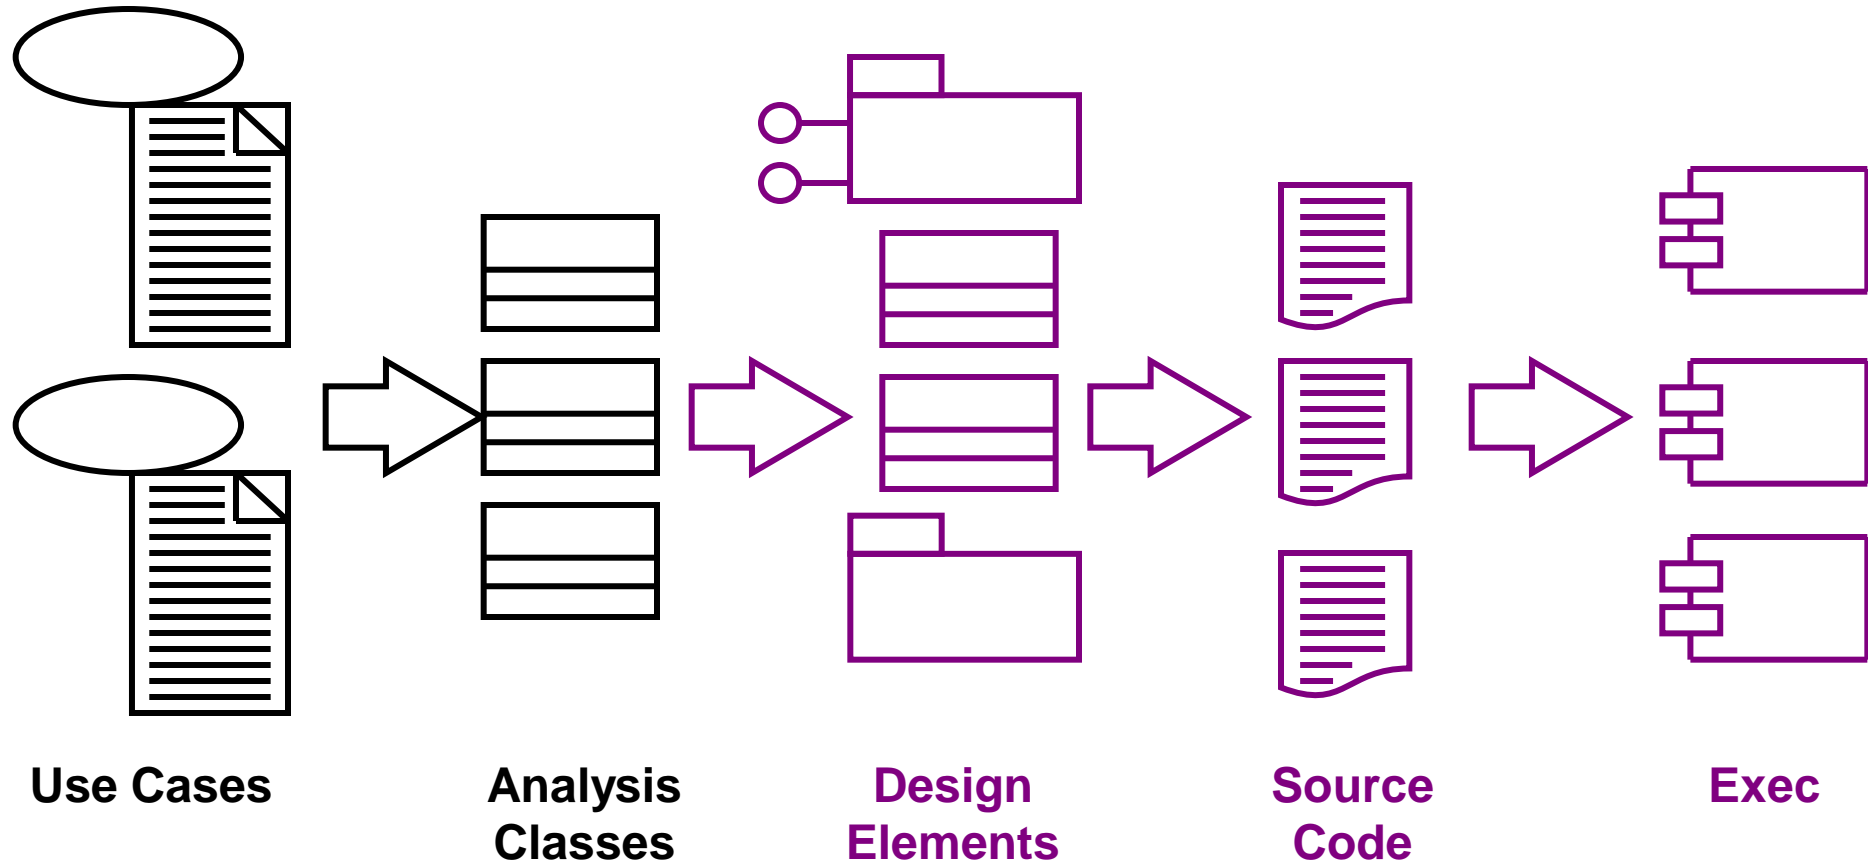 Use Cases
Analysis
Classes
Design
Elements
Source
Code
Exec